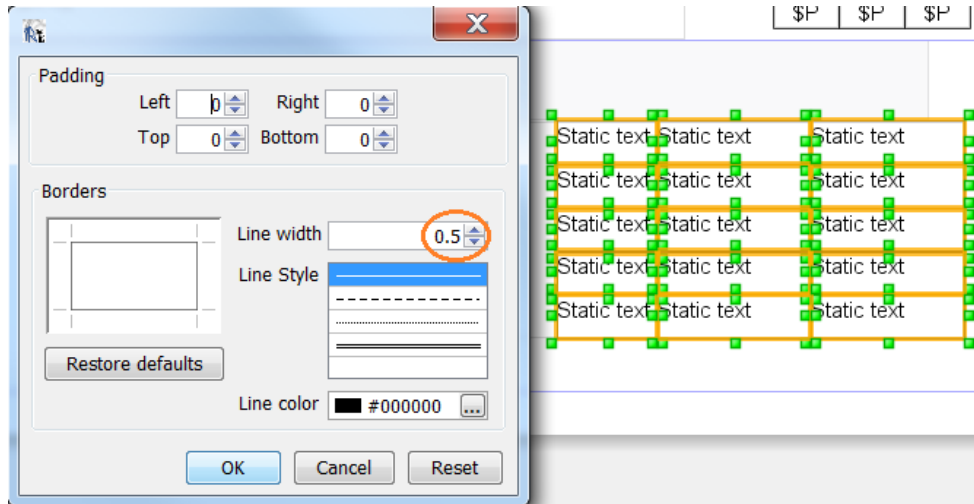 $P $P $P
Padding
Left 0 Right 0
Top 0 Bottom 0
Borders
Line width 0.5
Line Style
Restore defaults
Line color #000000 ...
OK Cancel Reset
Static text Static text Static text
Static text Static text Static text
Static text Static text Static text
Static text Static text Static text
Static text Static text Static text